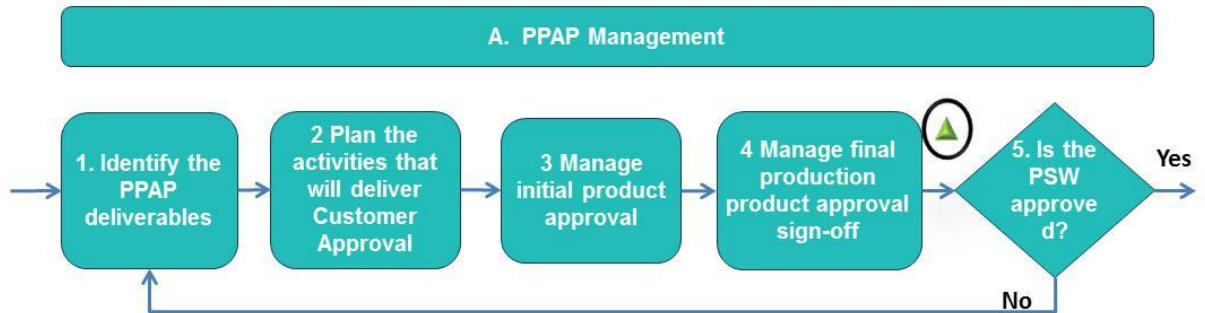 A. PPAP Management
1. Identify the
PPAP
deliverables
2 Plan the
activities that
will deliver
Customer
Approval
3 Manage
initial product
approval
4 Manage final
production
product approval
sign-off
5. Is the
PSW
approve
d?
Yes
No